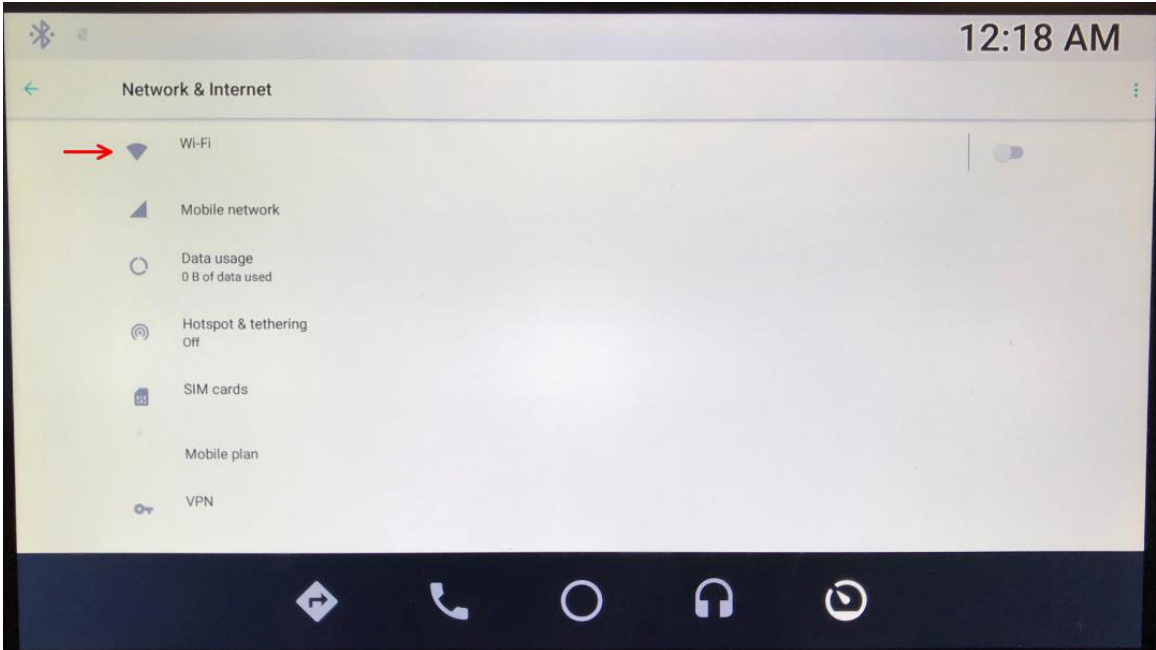 12:18 AM
Network & Internet
Wi-Fi
Mobile network
Data usage
0 B of data used
Hotspot & tethering
Off
SIM cards
Mobile plan
VPN